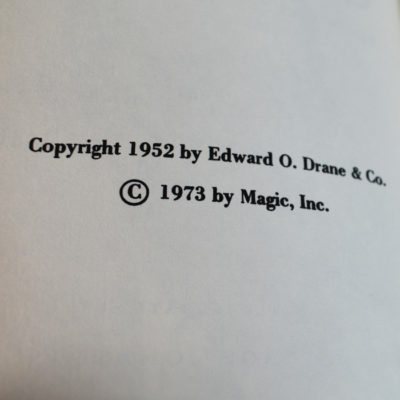 Copyright 1952 by Edward O. Drane & Co.
© 1973 by Magic, Inc.